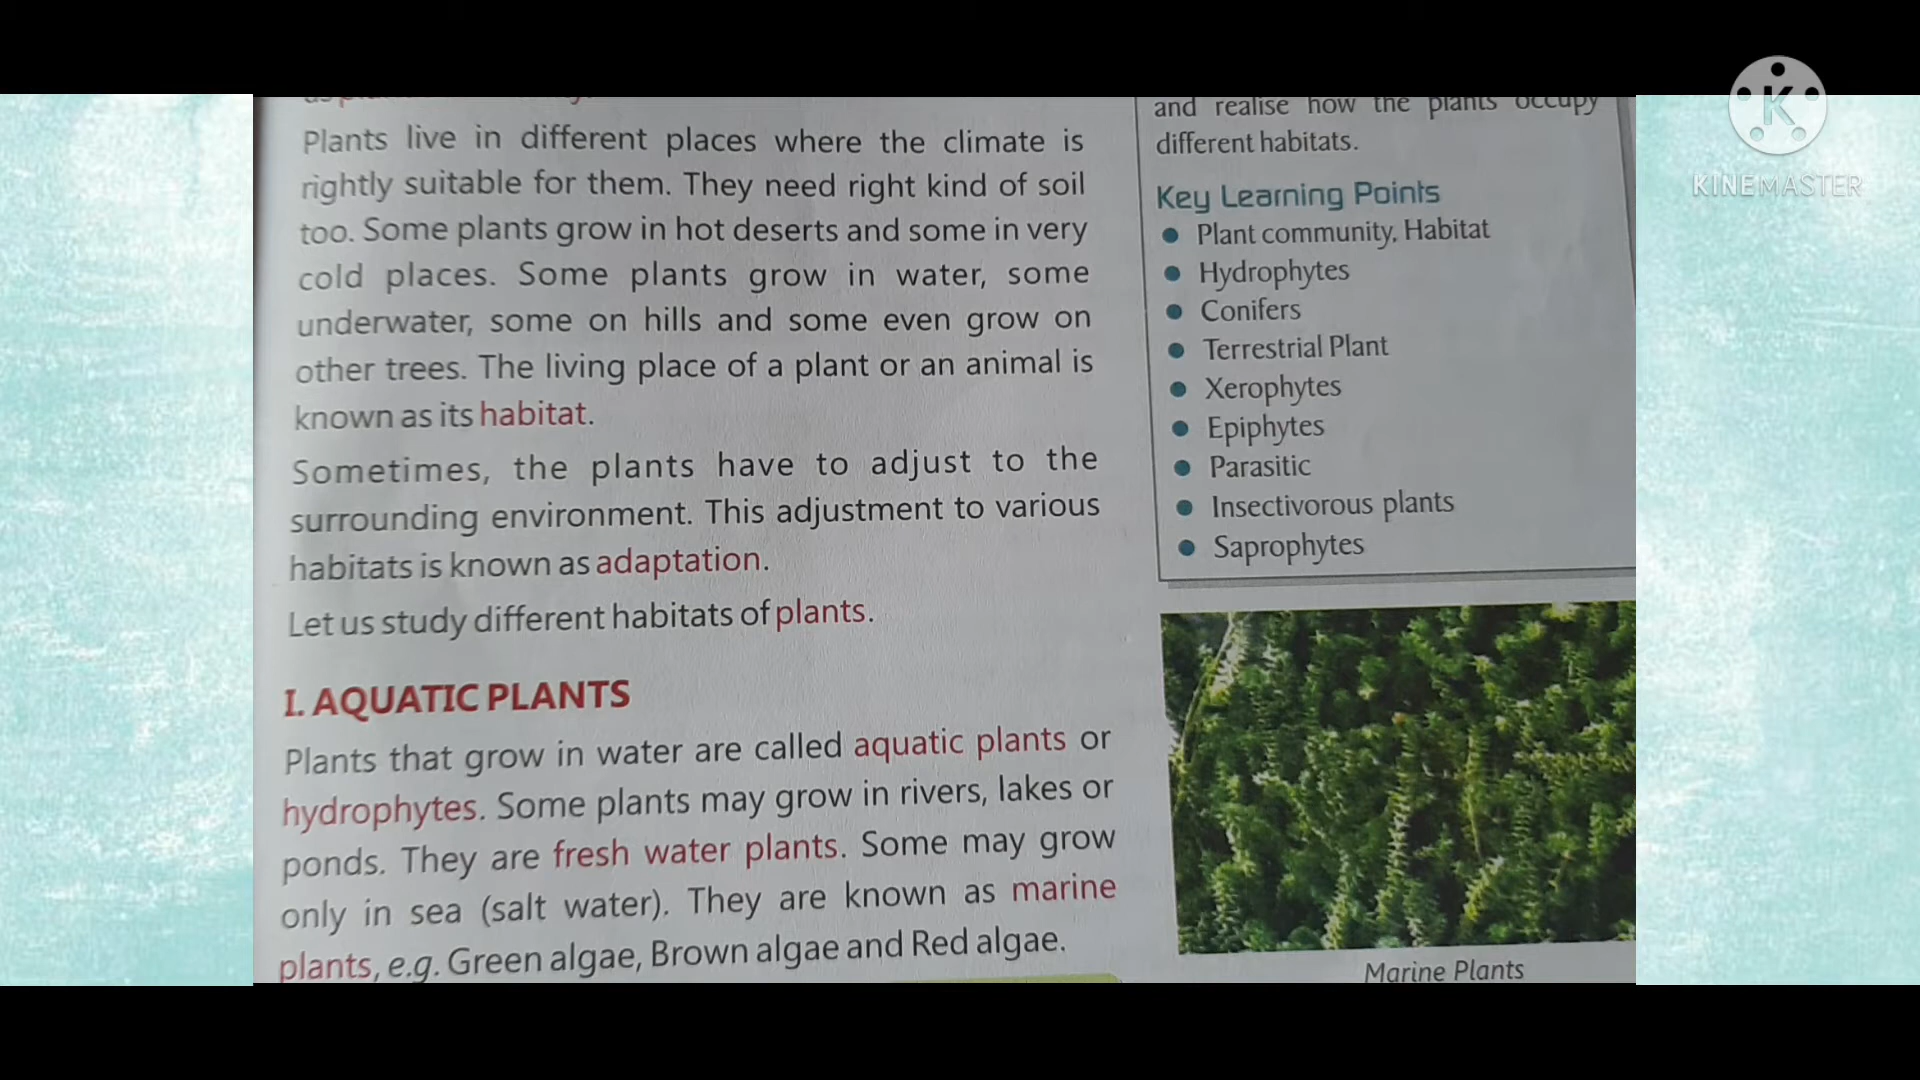 Plants live in different places where the climate is
rightly suitable for them. They need right kind of soil
too. Some plants grow in hot deserts and some in very
cold places. Some plants grow in water, some
underwater, some on hills and some even grow on
other trees. The living place of a plant or an animal is
known as its habitat.
Sometimes, the plants have to adjust to the
surrounding environment. This adjustment to various
habitats is known as adaptation.
Let us study different habitats of plants.
I. AQUATIC PLANTS
Plants that grow in water are called aquatic plants or
hydrophytes. Some plants may grow in rivers, lakes or
ponds. They are fresh water plants. Some may grow
only in sea (salt water). They are known as marine
plants, e.g. Green algae, Brown algae and Red algae.
and realise how the plants occupy
different habitats.
Key Learning Points
● Plant community, Habitat
● Hydrophytes
● Conifers
● Terrestrial Plant
● Xerophytes
● Epiphytes
● Parasitic
● Insectivorous plants
● Saprophytes
Marine Plants
K
KINEMASTER